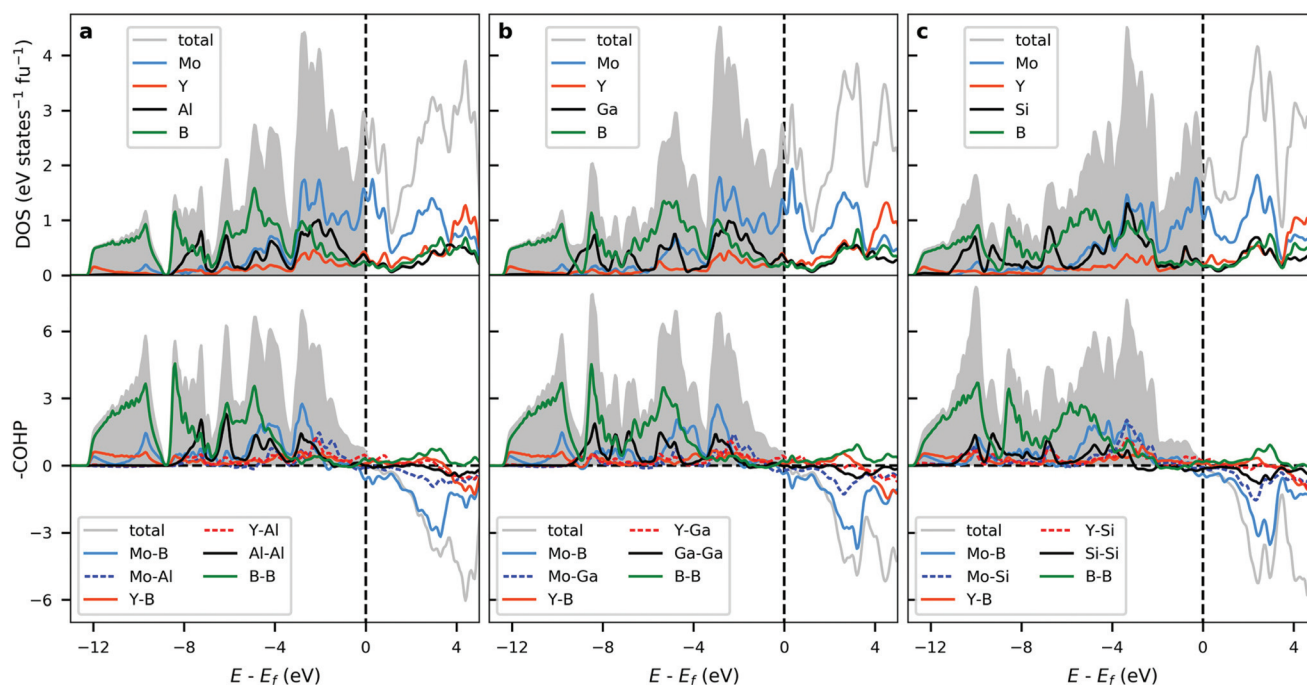 a
total
Mo
Y
Al
B
b
total
Mo
Y
Ga
B
c
total
Mo
Y
Si
B
DOS (eV states⁻¹ fu⁻¹)
4
3
2
1
0
-COHP
6
3
0
−3
−6
total
Mo-B
Mo-Al
Y-B
Y-Al
Al-Al
B-B
total
Mo-B
Mo-Ga
Y-B
Y-Ga
Ga-Ga
B-B
total
Mo-B
Mo-Si
Y-B
Y-Si
Si-Si
B-B
−12 −8 −4 0 4
−12 −8 −4 0 4
−12 −8 −4 0 4
E - E_f (eV)
E - E_f (eV)
E - E_f (eV)